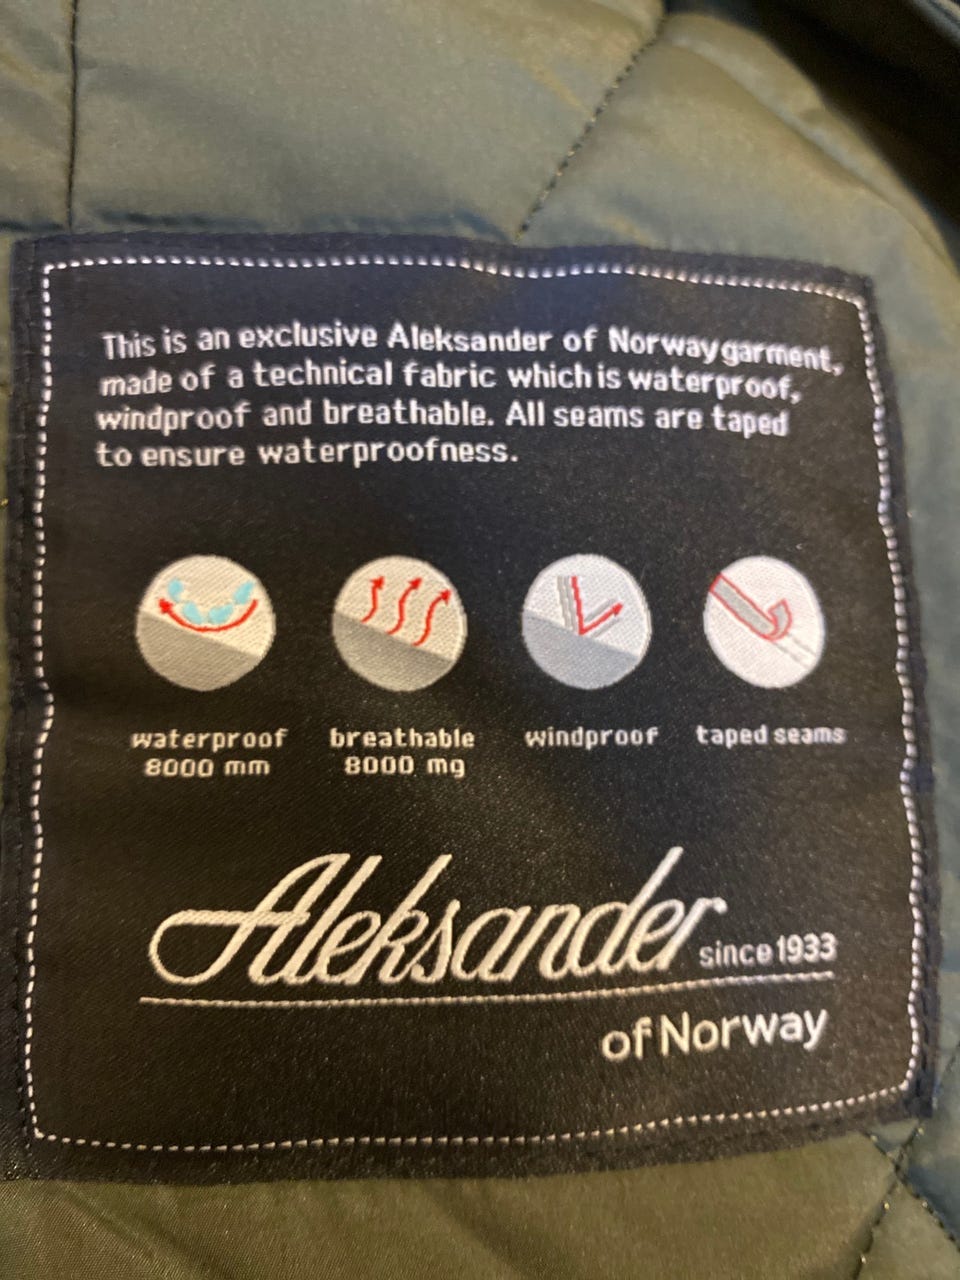 This is an exclusive Aleksander of Norway garment,
made of a technical fabric which is waterproof,
windproof and breathable. All seams are taped
to ensure waterproofness.
waterproof breathable windproof taped seams
8000 mm 8000 mg
Aleksander since 1933
of Norway